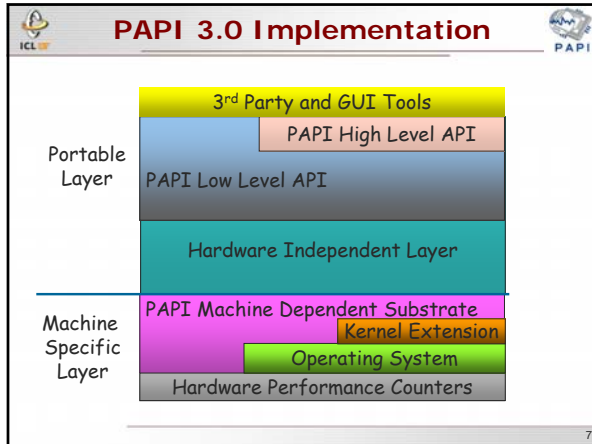 PAPI 3.0 Implementation
ICL
PAPI
3rd Party and GUI Tools
PAPI High Level API
Portable
Layer
PAPI Low Level API
Hardware Independent Layer
PAPI Machine Dependent Substrate
Machine
Specific
Layer
Kernel Extension
Operating System
Hardware Performance Counters
7